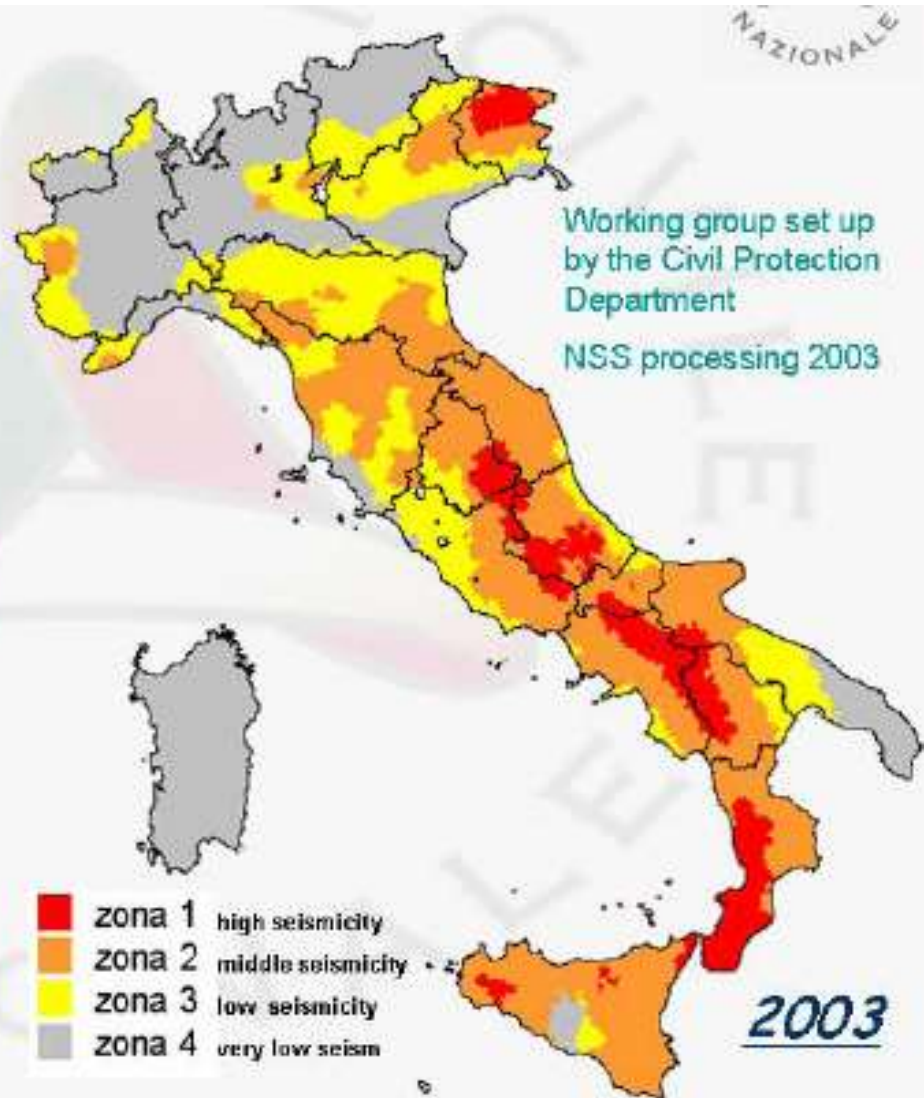 NAZIONALE
Working group set up
by the Civil Protection
Department
NSS processing 2003
zona 1 high seismicity
zona 2 middle seismicity
zona 3 low seismicity
zona 4 very low seism
2003